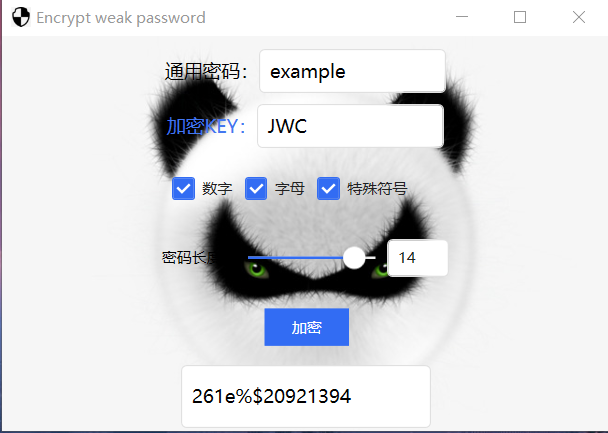 Encrypt weak password
通用密码： example
加密KEY： JWC
数字 字母 特殊符号
密码长度 14
加密
261e%$20921394